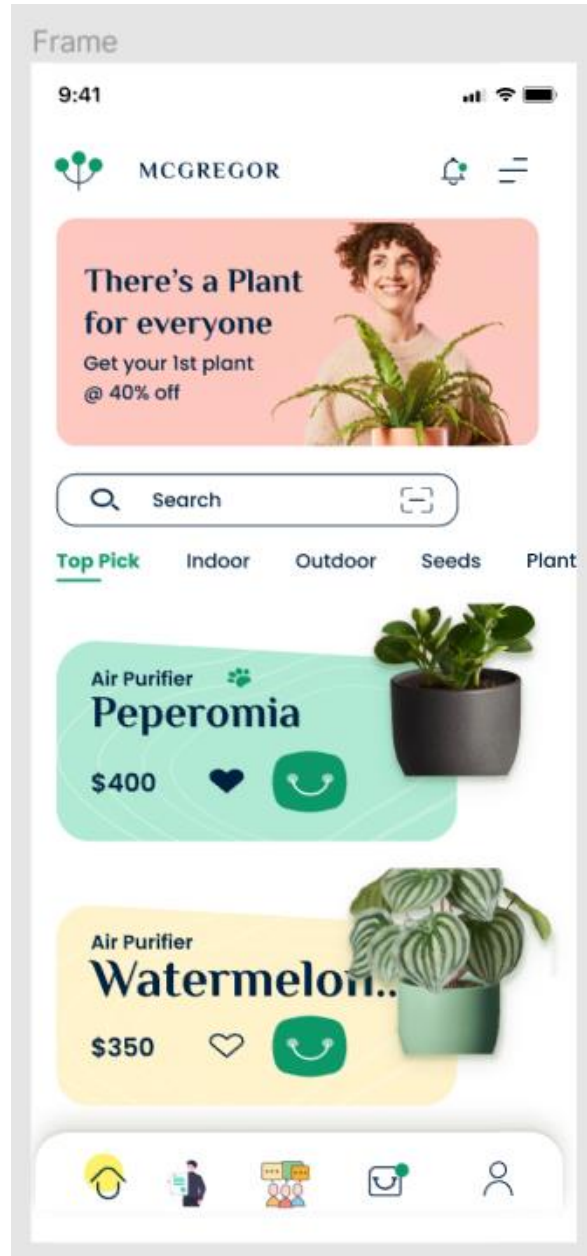 Frame
9:41
MCGREGOR
There's a Plant
for everyone
Get your 1st plant
@ 40% off
Search
Top Pick Indoor Outdoor Seeds Plant
Air Purifier
Peperomia
$400
Air Purifier
Watermelon..
$350